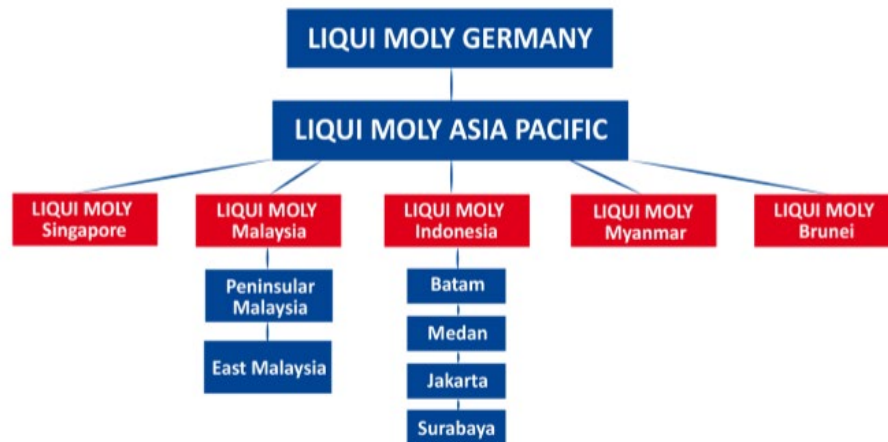 LIQUI MOLY GERMANY
LIQUI MOLY ASIA PACIFIC
LIQUI MOLY
Singapore
LIQUI MOLY
Malaysia
LIQUI MOLY
Indonesia
LIQUI MOLY
Myanmar
LIQUI MOLY
Brunei
Peninsular
Malaysia
East Malaysia
Batam
Medan
Jakarta
Surabaya